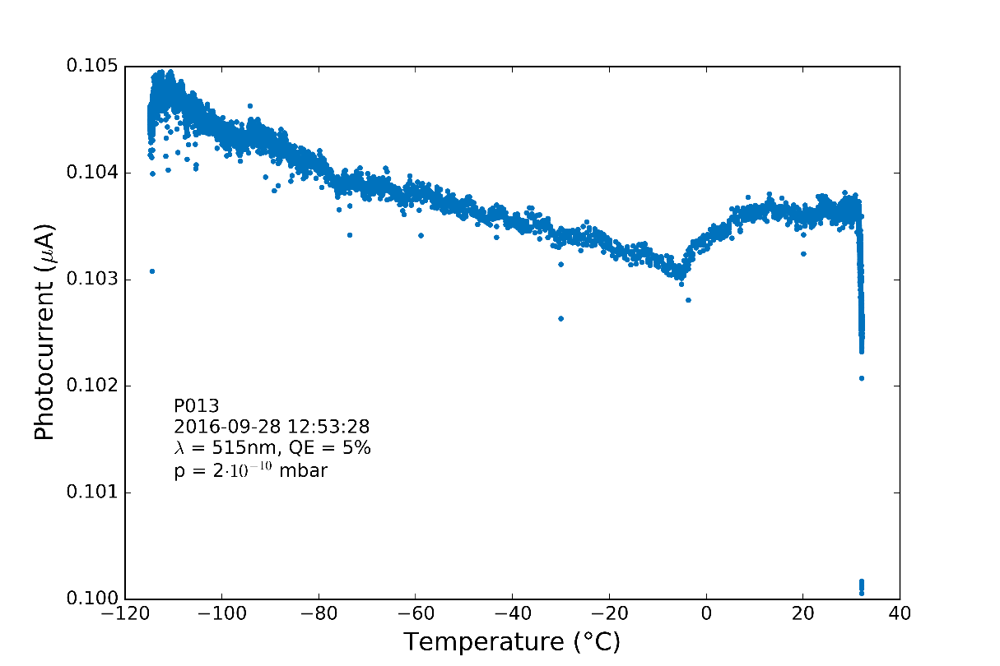 0.105
0.104
0.103
0.102
0.101
0.100
Photocurrent (μA)
P013
2016-09-28 12:53:28
λ = 515nm, QE = 5%
p = 2·10⁻¹⁰ mbar
−120 −100 −80 −60 −40 −20 0 20 40
Temperature (°C)